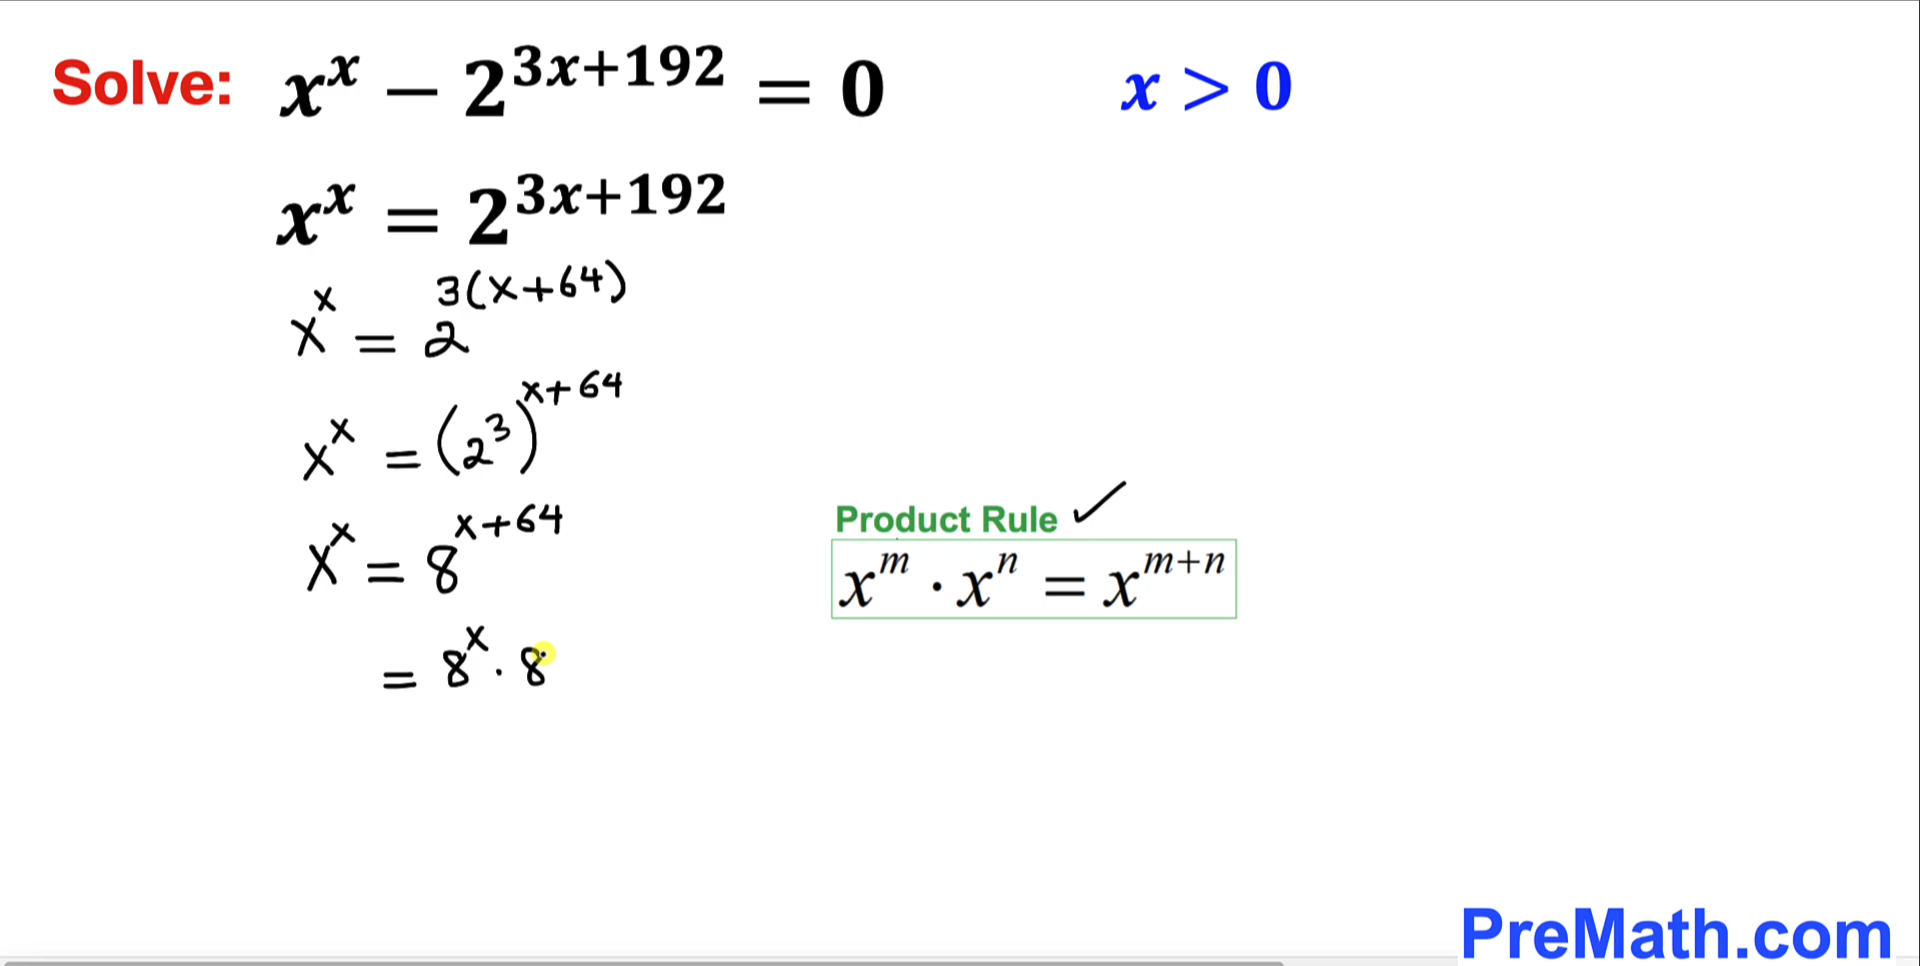 Solve: x^x − 2^{3x+192} = 0 x > 0
x^x = 2^{3x+192}
x^x = 2^{3(x+64)}
x^x = (2^3)^{x+64}
x^x = 8^{x+64}
= 8^x · 8
Product Rule ✓
x^m · x^n = x^{m+n}
PreMath.com